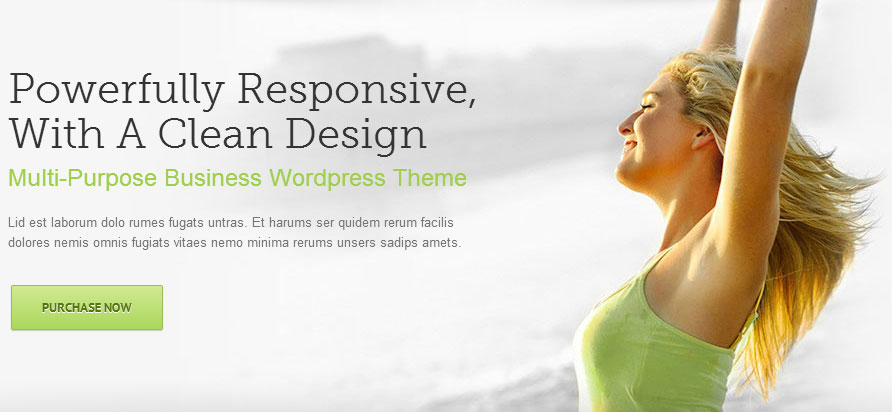 Powerfully Responsive,
With A Clean Design
Multi-Purpose Business Wordpress Theme
Lid est laborum dolo rumes fugats untras. Et harums ser quidem rerum facilis
dolores nemis omnis fugiats vitaes nemo minima rerums unsers sadips amets.
PURCHASE NOW